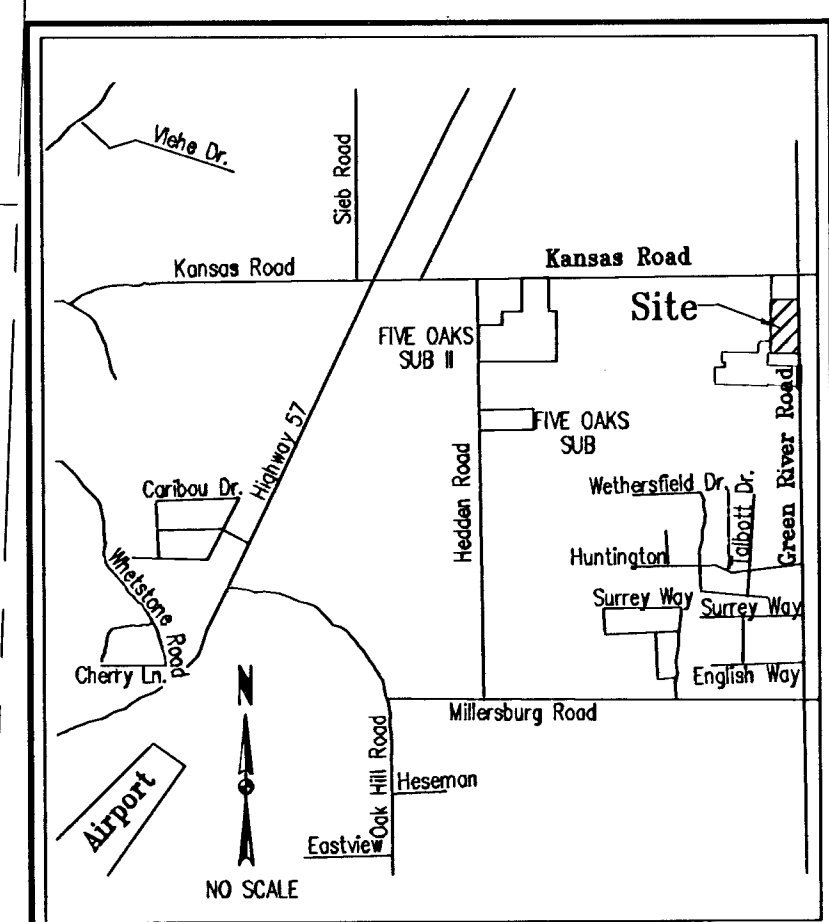 Viehe Dr.
Sieb Road
Kansas Road
Kansas Road
Site
FIVE OAKS
SUB II
Green River Road
Highway 57
FIVE OAKS
SUB
Hedden Road
Caribou Dr.
Wethersfield Dr.
Talbott Dr.
Huntington
Whetstone Road
Surrey Way
Surrey Way
Cherry Ln.
English Way
N
Millersburg Road
Oak Hill Road
Heseman
Airport
Eastview
NO SCALE